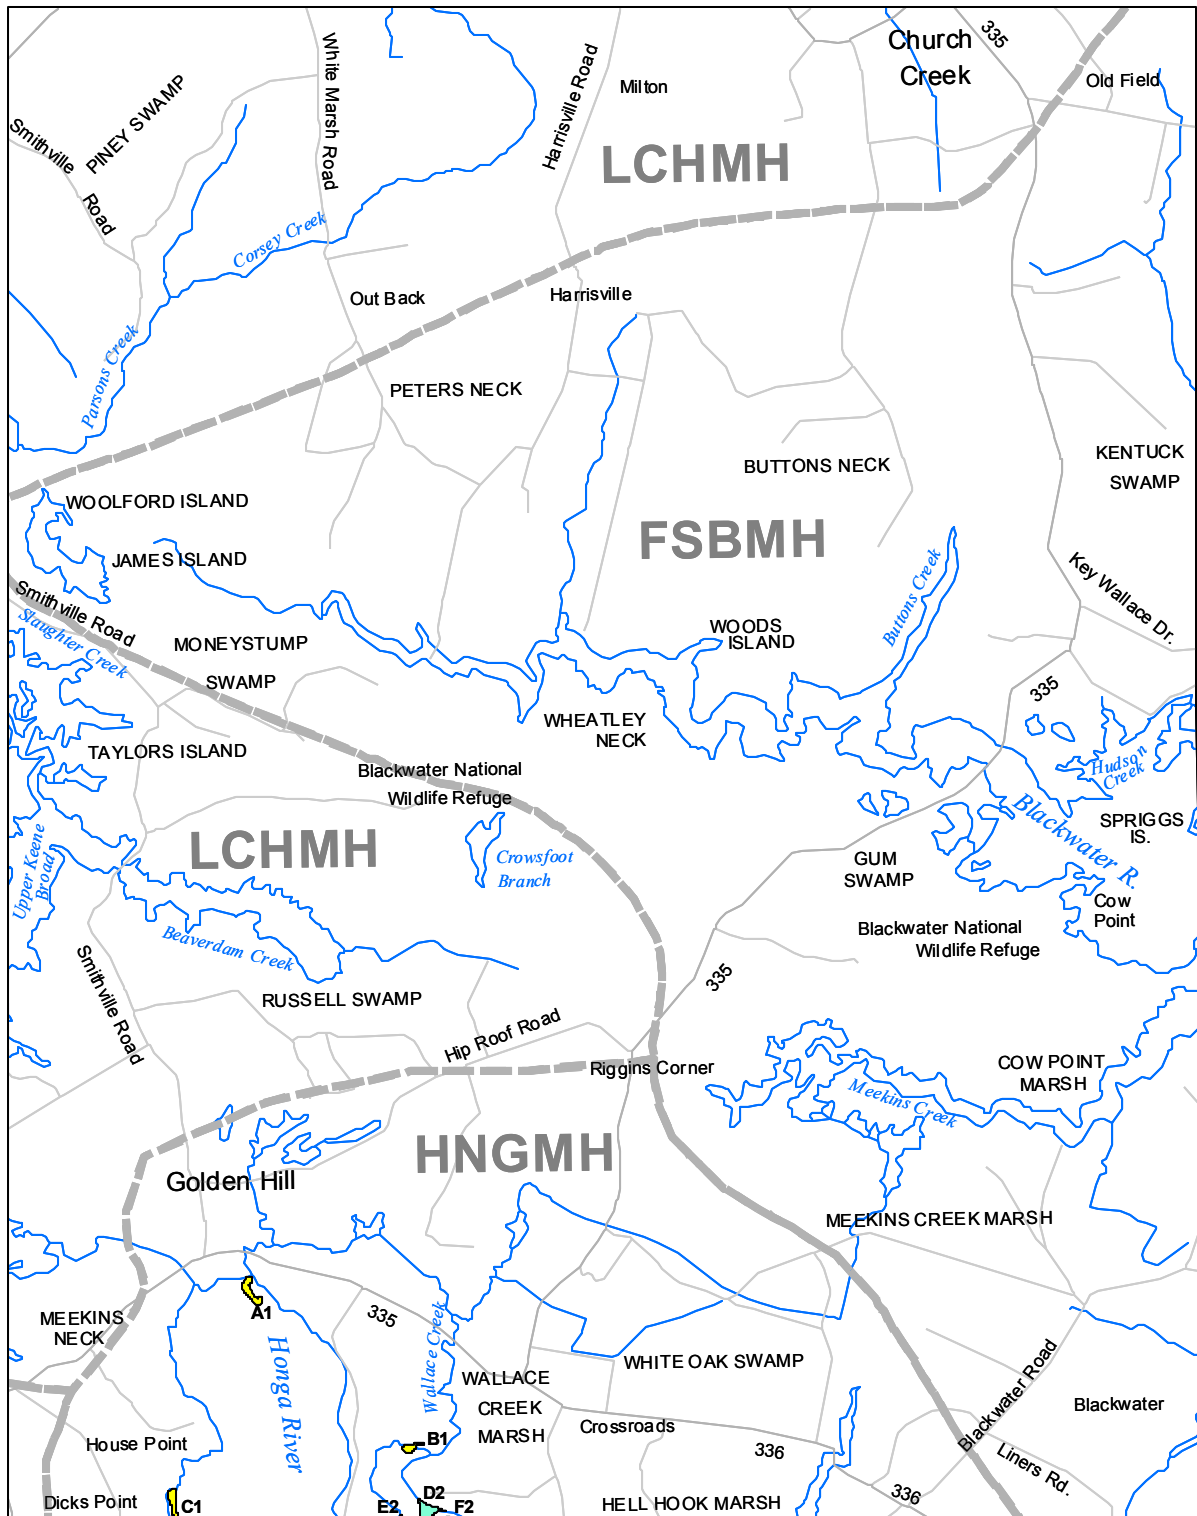 335
Church
Creek
White Marsh Road
Harrisville Road
Milton
Old Field
PINEY SWAMP
Smithville
Road
LCHMH
Corsey Creek
Out Back
Harrisville
Parsons Creek
PETERS NECK
BUTTONS NECK
KENTUCK
SWAMP
WOOLFORD ISLAND
FSBMH
JAMES ISLAND
Buttons Creek
Key Wallace Dr.
Smithville Road
Slaughter Creek
MONEYSTUMP
SWAMP
WOODS
ISLAND
335
WHEATLEY
NECK
TAYLORS ISLAND
Blackwater National
Wildlife Refuge
Hudson
Creek
Blackwater R.
SPRIGGS
IS.
LCHMH
Upper Keene
Broad
Crowsfoot
Branch
GUM
SWAMP
Cow
Point
Blackwater National
Wildlife Refuge
Beaverdam Creek
335
Smithville Road
RUSSELL SWAMP
Hip Roof Road
Riggins Corner
COW POINT
MARSH
Meekins Creek
HNGMH
Golden Hill
MEEKINS CREEK MARSH
A1
MEEKINS
NECK
335
Wallace Creek
Honga River
WHITE OAK SWAMP
WALLACE
CREEK
MARSH
Blackwater Road
Blackwater
Crossroads
House Point
B1
336
Liners Rd.
D2
Dicks Point
C1
E2
F2
HELL HOOK MARSH
336